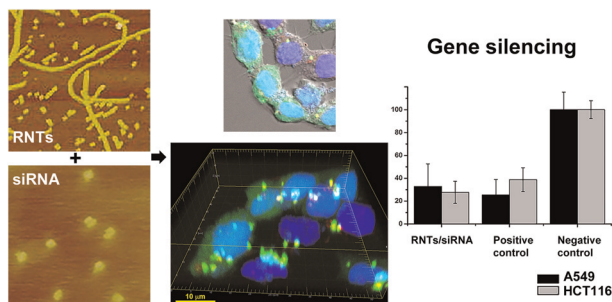 RNTs
+
siRNA
10 µm
Gene silencing
100
80
60
40
20
0
RNTs/siRNA
Positive
control
Negative
control
A549
HCT116